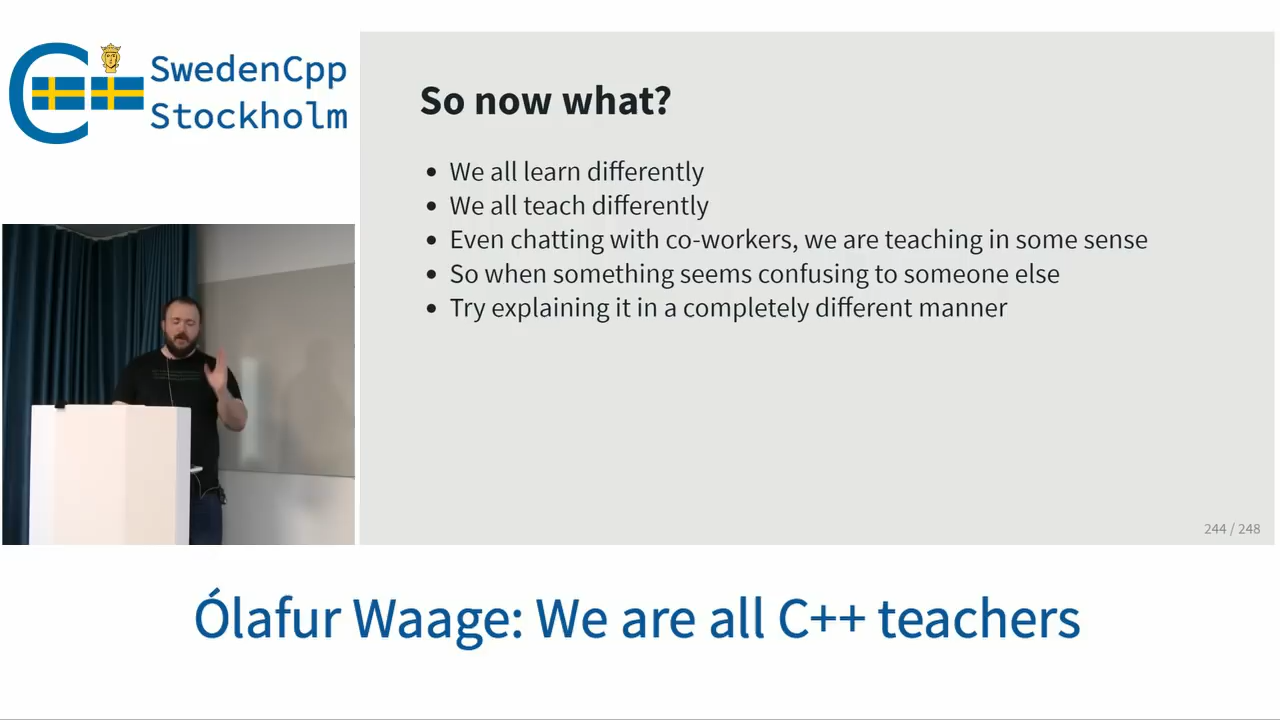 SwedenCpp
Stockholm
So now what?
• We all learn differently
• We all teach differently
• Even chatting with co-workers, we are teaching in some sense
• So when something seems confusing to someone else
• Try explaining it in a completely different manner
244 / 248
Ólafur Waage: We are all C++ teachers